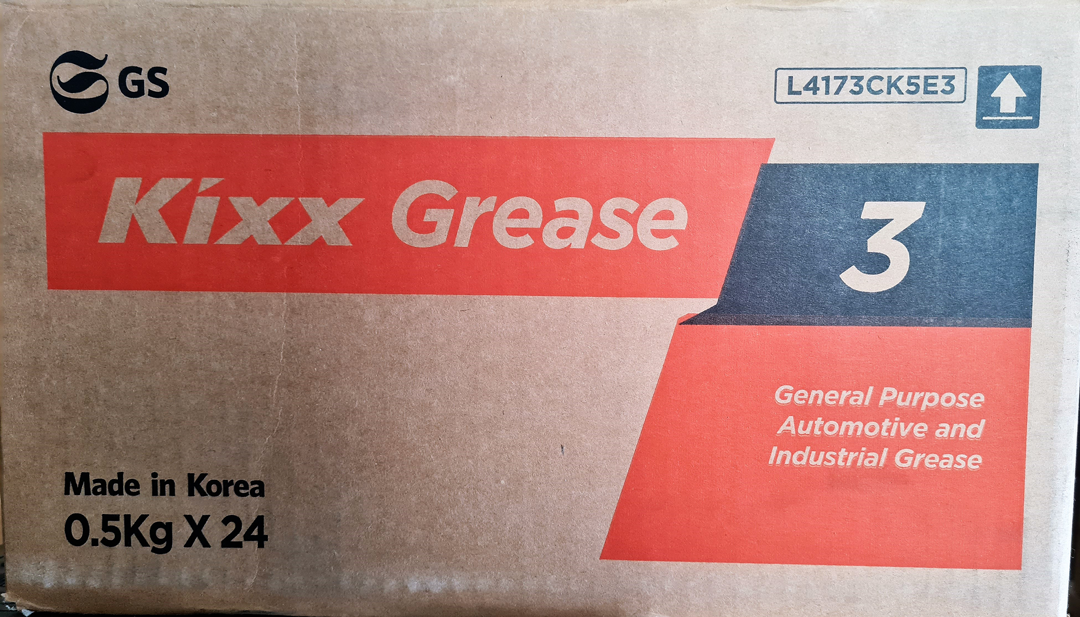 GS
L4173CK5E3
Kixx Grease
3
General Purpose
Automotive and
Industrial Grease
Made in Korea
0.5Kg X 24